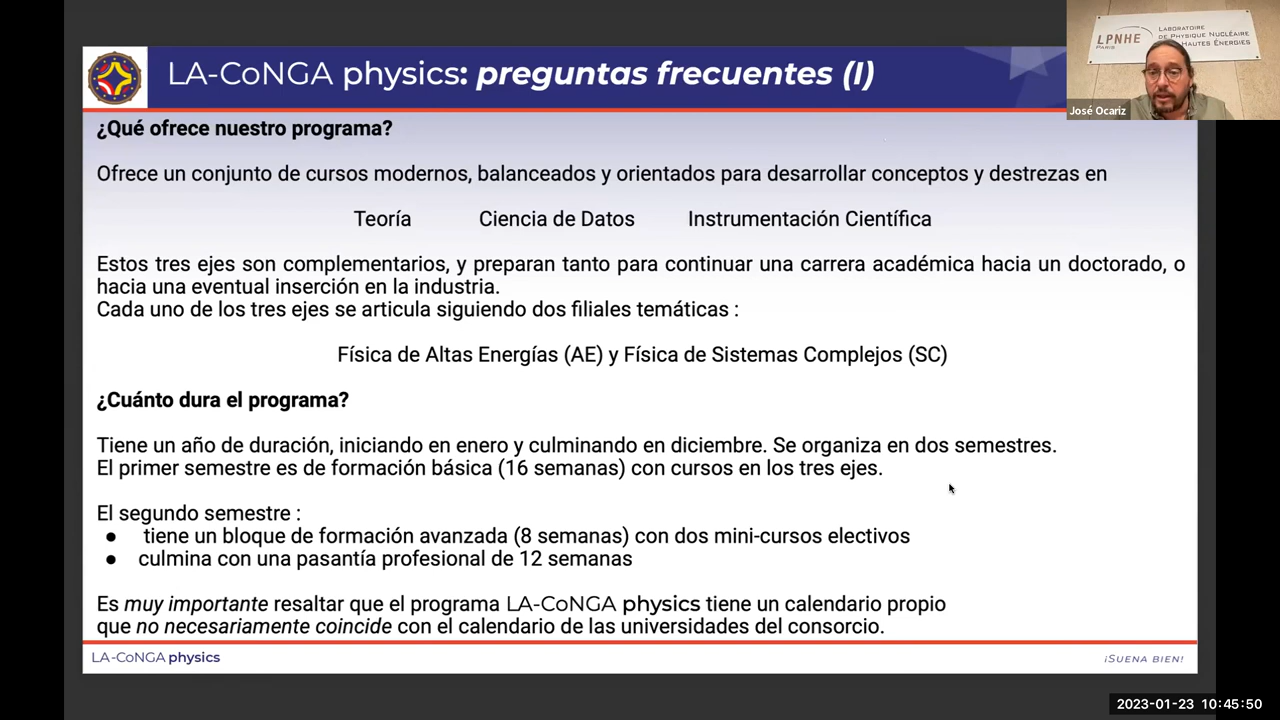 LA-CoNGA physics: preguntas frecuentes (I)
LPNHE
PARIS
LABORATOIRE
DE PHYSIQUE NUCLÉAIRE
HAUTES ÉNERGIES
José Ocariz
¿Qué ofrece nuestro programa?
Ofrece un conjunto de cursos modernos, balanceados y orientados para desarrollar conceptos y destrezas en
Teoría Ciencia de Datos Instrumentación Científica
Estos tres ejes son complementarios, y preparan tanto para continuar una carrera académica hacia un doctorado, o
hacia una eventual inserción en la industria.
Cada uno de los tres ejes se articula siguiendo dos filiales temáticas :
Física de Altas Energías (AE) y Física de Sistemas Complejos (SC)
¿Cuánto dura el programa?
Tiene un año de duración, iniciando en enero y culminando en diciembre. Se organiza en dos semestres.
El primer semestre es de formación básica (16 semanas) con cursos en los tres ejes.
El segundo semestre :
● tiene un bloque de formación avanzada (8 semanas) con dos mini-cursos electivos
● culmina con una pasantía profesional de 12 semanas
Es muy importante resaltar que el programa LA-CoNGA physics tiene un calendario propio
que no necesariamente coincide con el calendario de las universidades del consorcio.
LA-CoNGA physics
¡SUENA BIEN!
2023-01-23 10:45:50